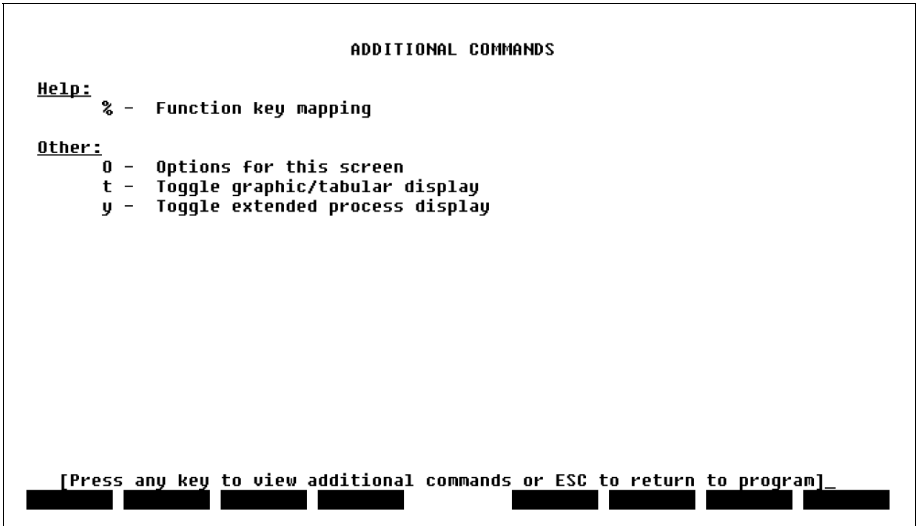 ADDITIONAL COMMANDS
Help:
% - Function key mapping
Other:
O - Options for this screen
t - Toggle graphic/tabular display
y - Toggle extended process display
[Press any key to view additional commands or ESC to return to program]_